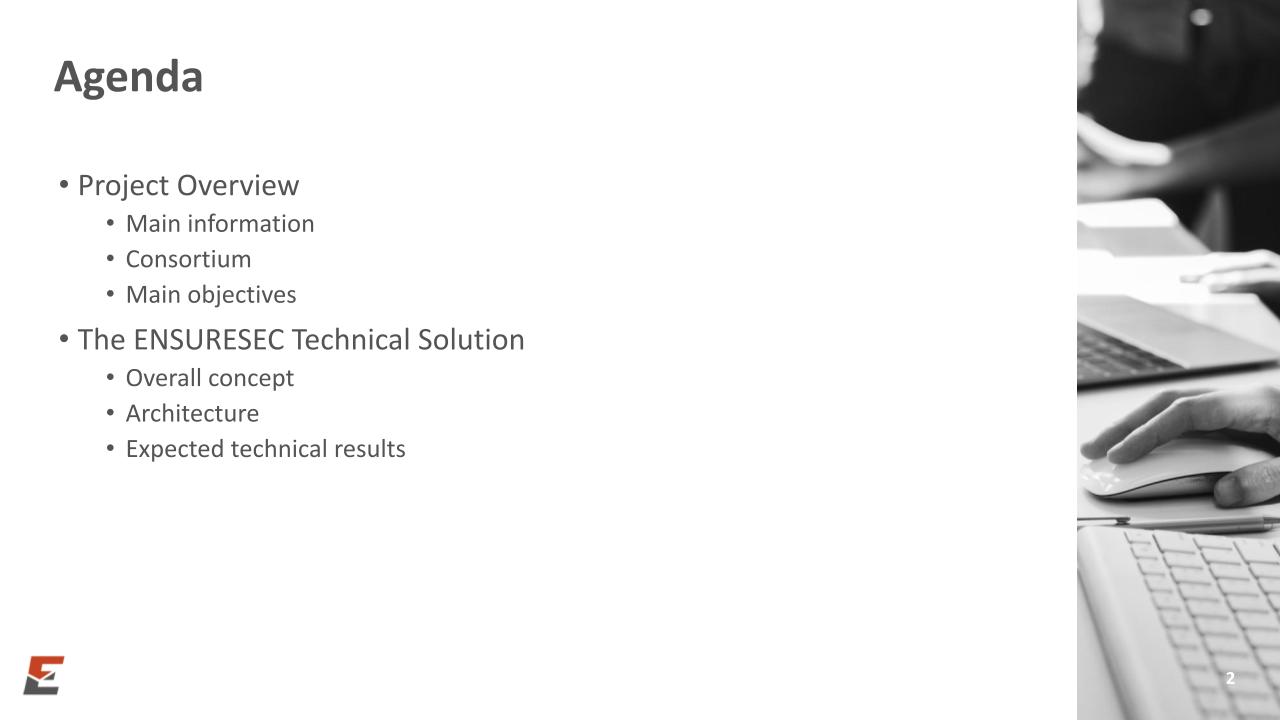 Agenda
• Project Overview
• Main information
• Consortium
• Main objectives
• The ENSURESEC Technical Solution
• Overall concept
• Architecture
• Expected technical results
2